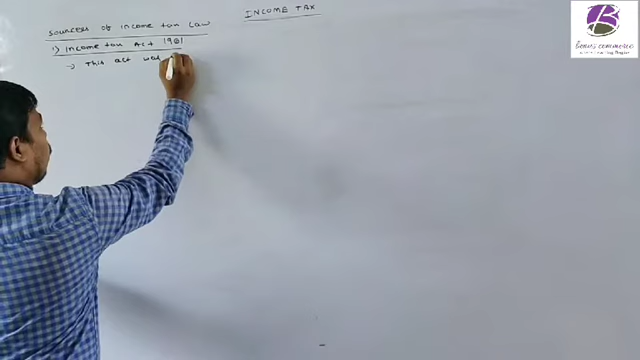 INCOME TAX
Sources of income tax Law
1) Income tax Act 1961
→ This act was